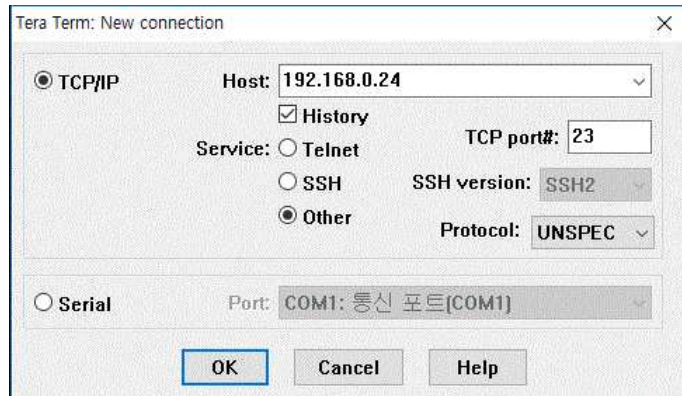 Tera Term: New connection
TCP/IP
Host: 192.168.0.24
History
Service: Telnet
TCP port#: 23
SSH
SSH version: SSH2
Other
Protocol: UNSPEC
Serial
Port: COM1: 통신 포트(COM1)
OK Cancel Help